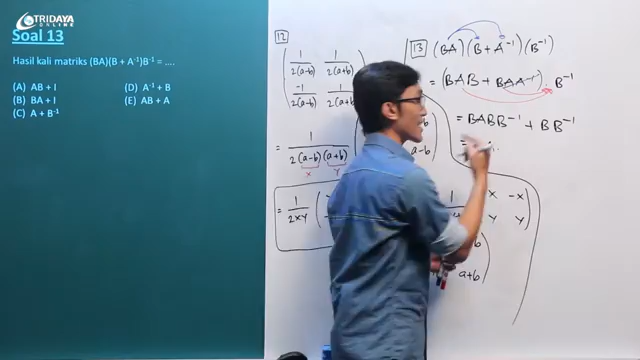 TRIDAYA
ONLINE
Soal 13
Hasil kali matriks (BA)(B + A⁻¹)B⁻¹ = ....
(A) AB + I
(B) BA + I
(C) A + B⁻¹
(D) A⁻¹ + B
(E) AB + A
12
1/2(a-b) 1/2(a+b)
-1/2(a-b) 1/2(a+b
= 1/2(a-b)(a+b)
x y
a-b)
= 1/2xy
x -x
y y
a+b
13 (BA)(B + A⁻¹)(B⁻¹)
= (BAB + BAA⁻¹) · B⁻¹
= BABB⁻¹ + BB⁻¹
=